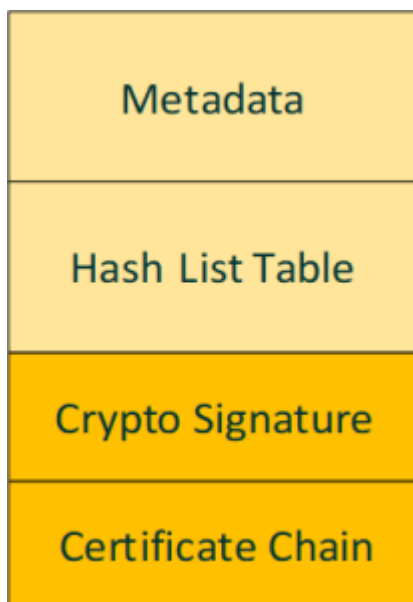 Metadata
Hash List Table
Crypto Signature
Certificate Chain